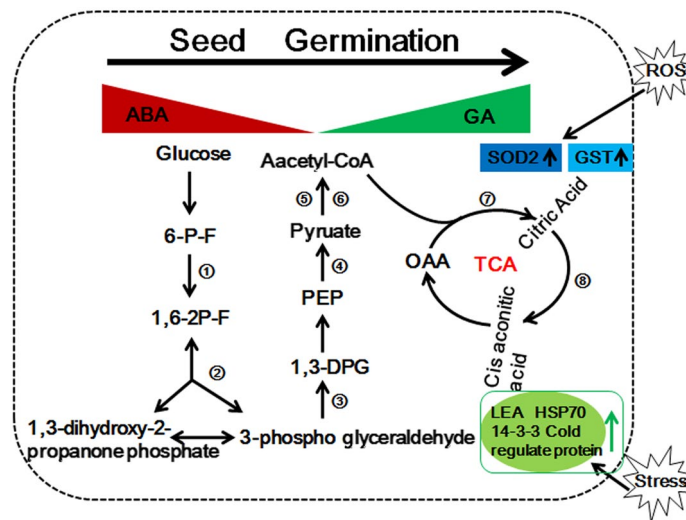 Seed Germination
ROS
ABA
GA
SOD2
GST
Glucose
Aacetyl-CoA
⑤
⑥
⑦
Citric Acid
6-P-F
Pyruate
OAA
TCA
①
④
⑧
1,6-2P-F
PEP
Cis aconitic
acid
②
1,3-DPG
③
1,3-dihydroxy-2-
propanone phosphate
3-phospho glyceraldehyde
LEA HSP70
14-3-3 Cold
regulate protein
Stress